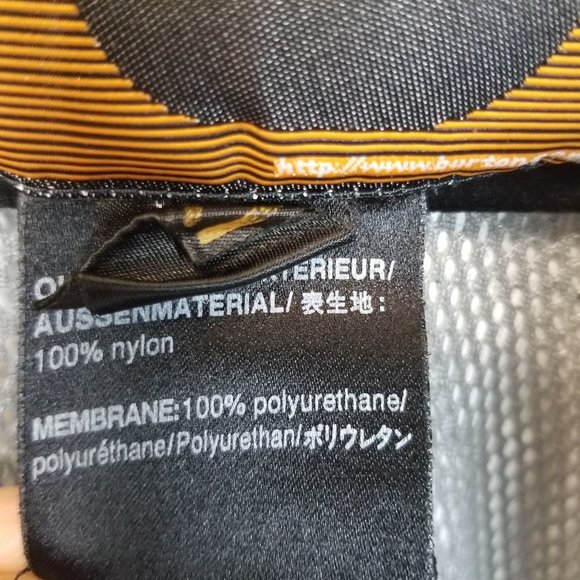 http://www.burton
TERIEUR/
AUSSENMATERIAL/ 表生地:
100% nylon
MEMBRANE:100% polyurethane/
polyuréthane/Polyurethan/ポリウレタン